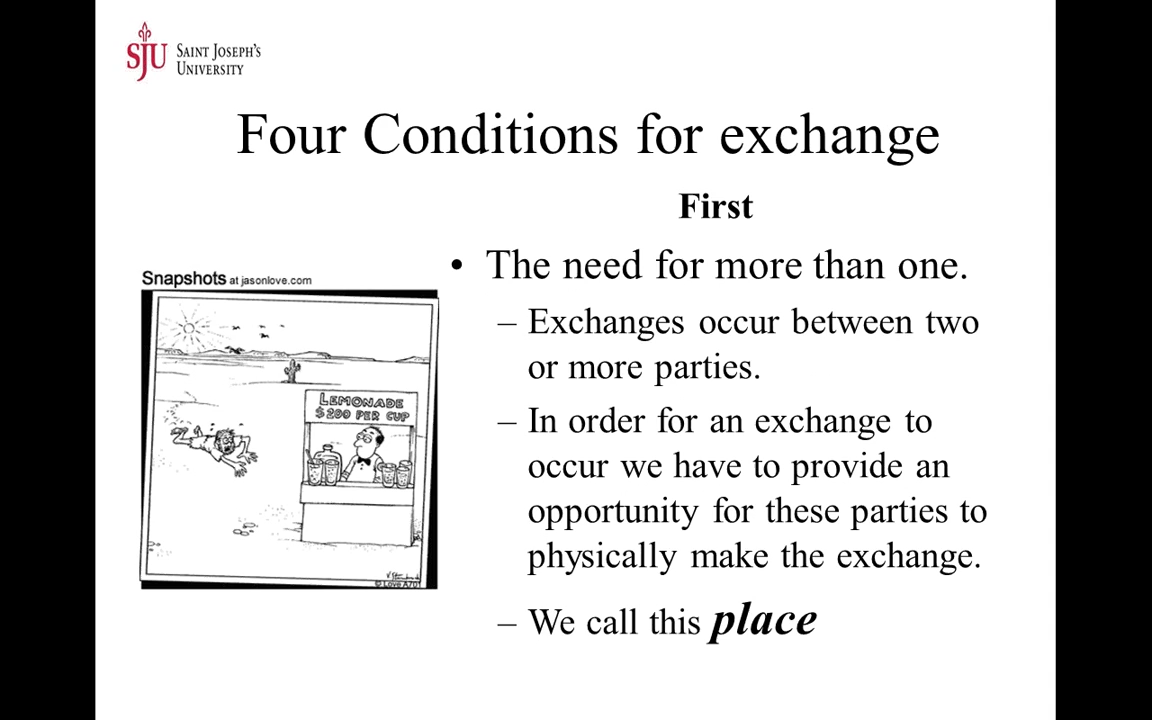 SJU SAINT JOSEPH'S
UNIVERSITY
Four Conditions for exchange
First
• The need for more than one.
– Exchanges occur between two
or more parties.
– In order for an exchange to
occur we have to provide an
opportunity for these parties to
physically make the exchange.
– We call this place
Snapshots at jasonlove.com
LEMONADE
$200 PER CUP